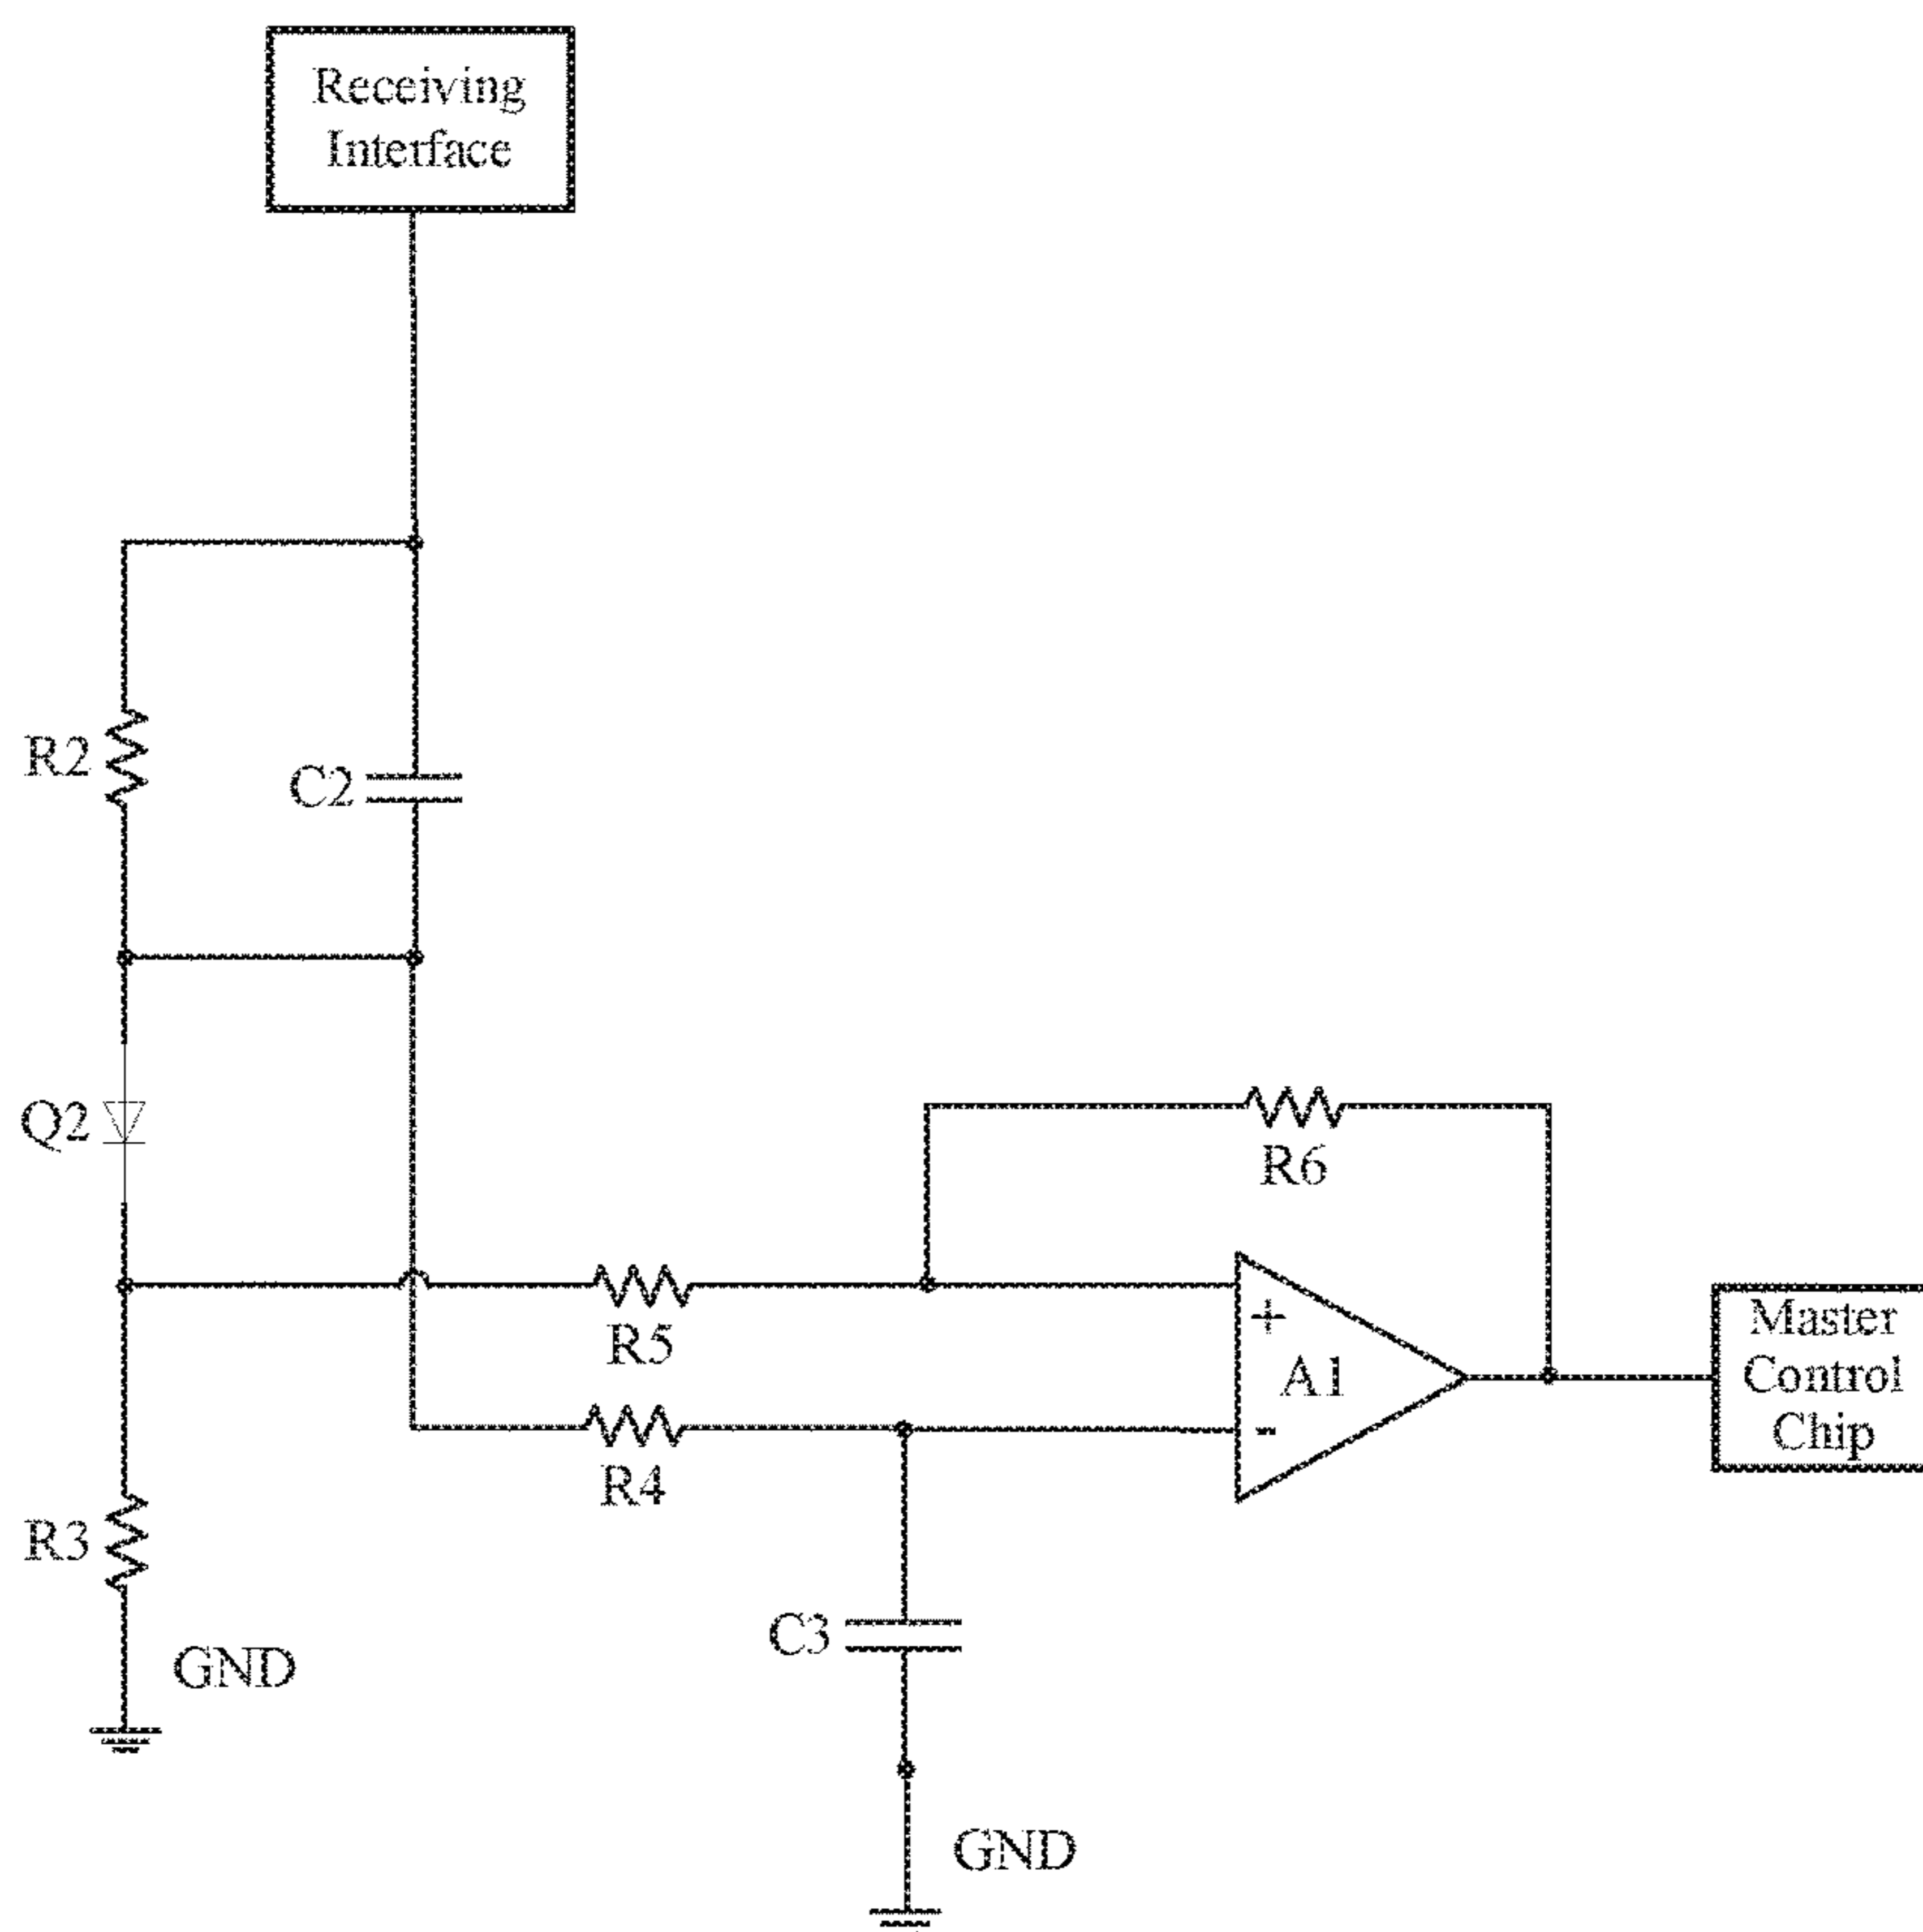 Receiving
Interface
R2
C2
Q2
R6
R5
+
A1
-
Master
Control
Chip
R4
R3
C3
GND
GND